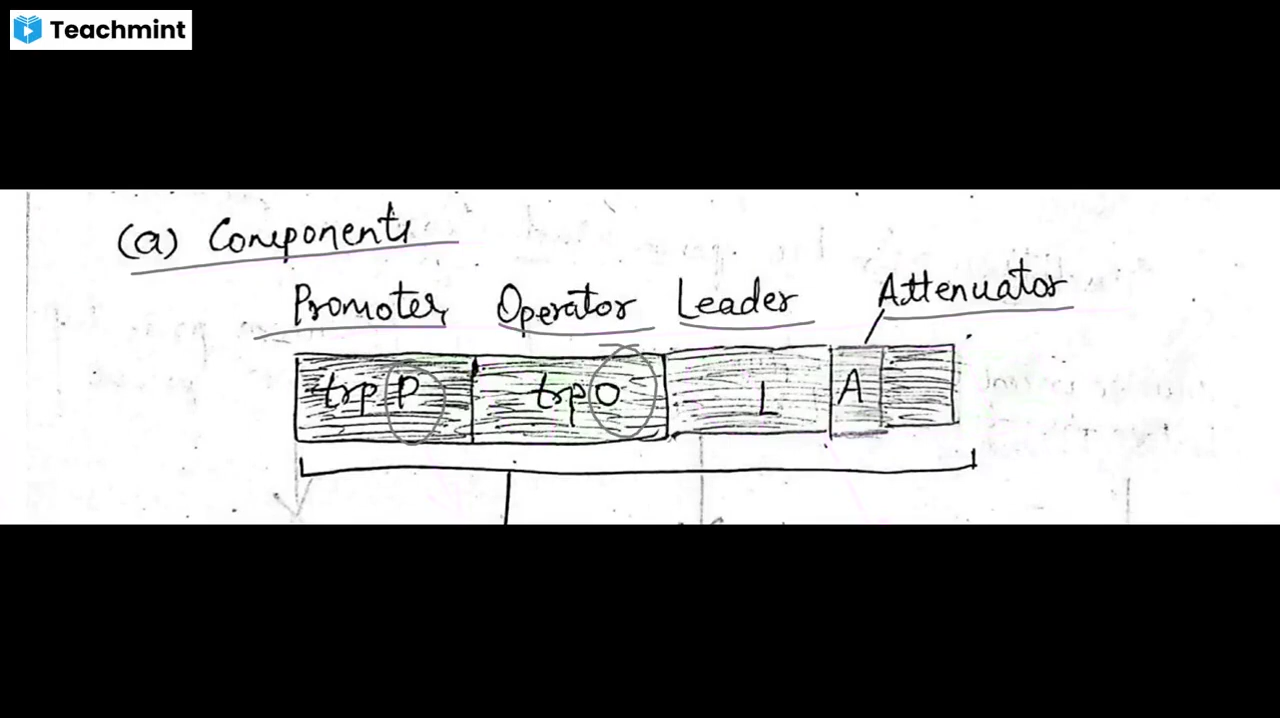 Teachmint
(a) Components
Promoter Operator Leader Attenuator
trp P trp O L A